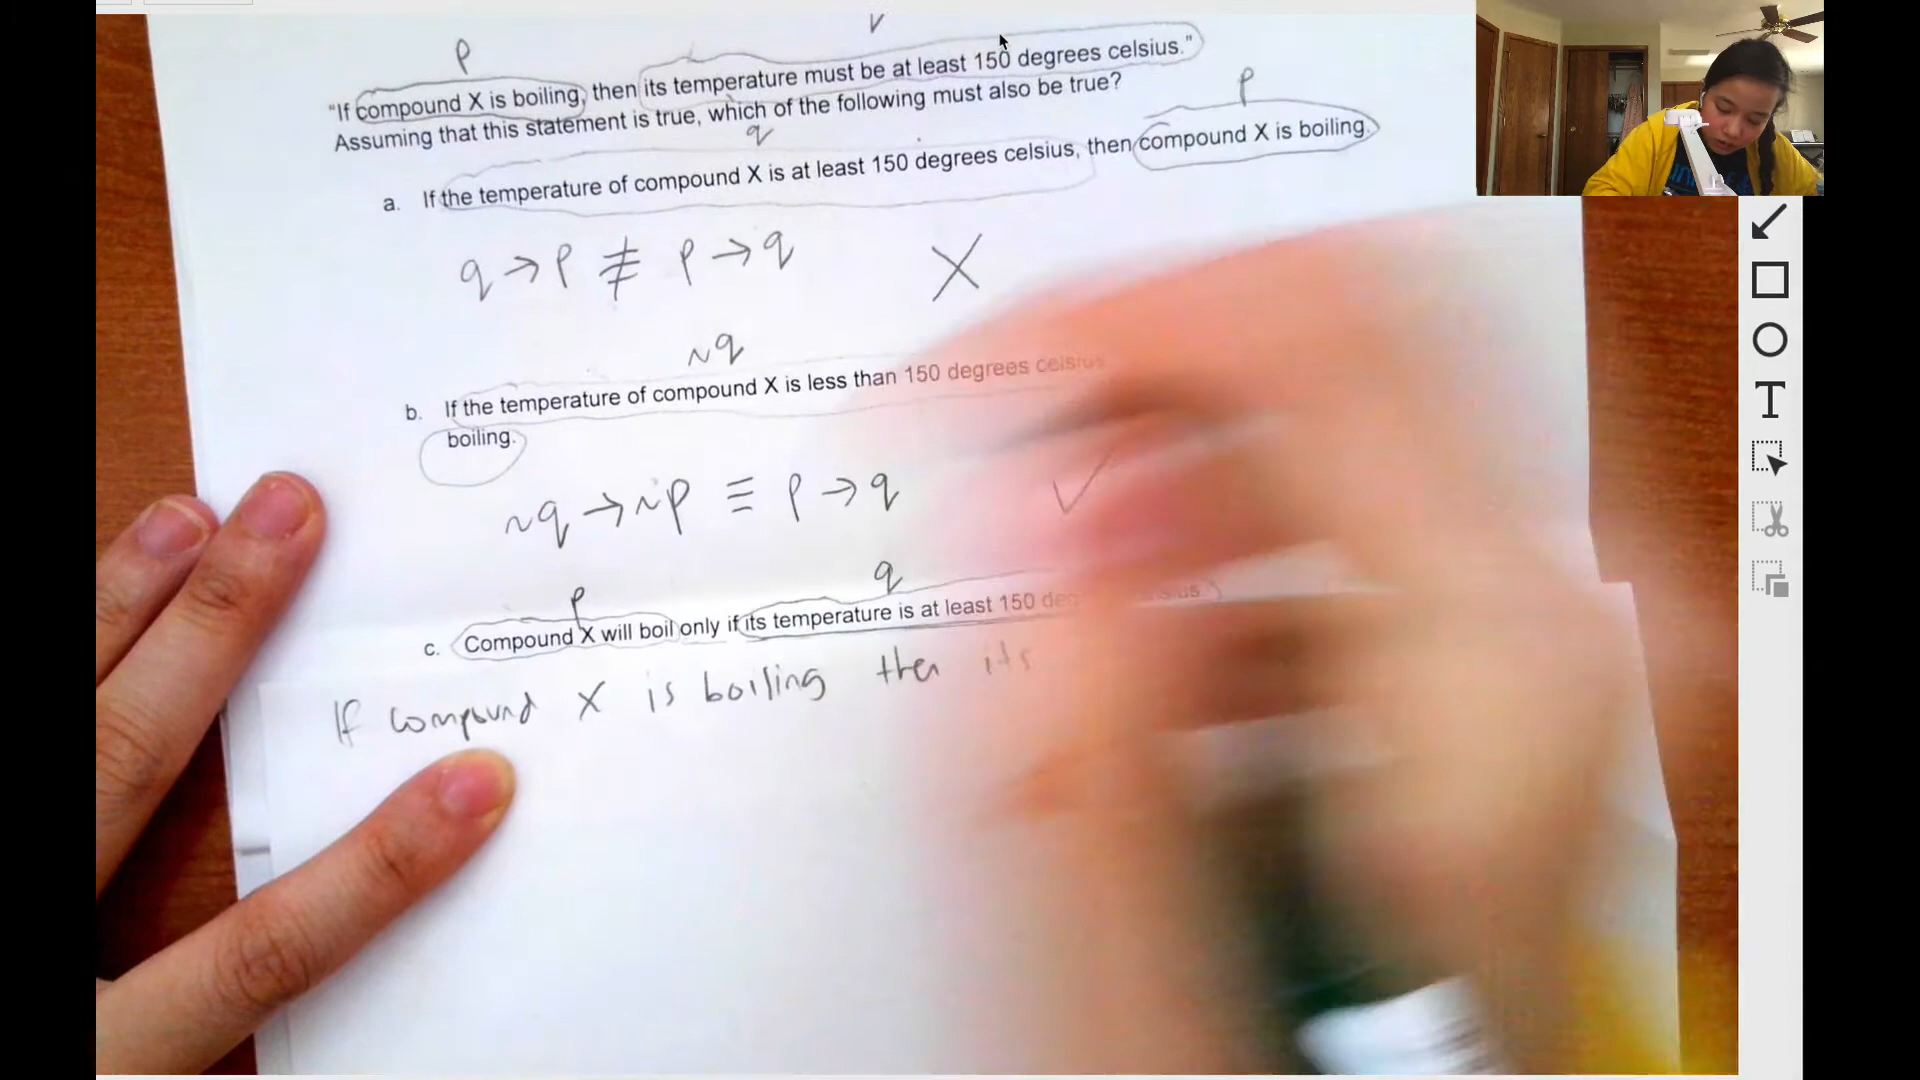 p
"If compound X is boiling, then its temperature must be at least 150 degrees celsius."
Assuming that this statement is true, which of the following must also be true?
q p
a. If the temperature of compound X is at least 150 degrees celsius, then compound X is boiling.
q → p ≢ p → q X
~q
b. If the temperature of compound X is less than 150 degrees celsius
boiling.
~q → ~p ≡ p → q ✓
p q
c. Compound X will boil only if its temperature is at least 150
If compound X is boiling then its
T